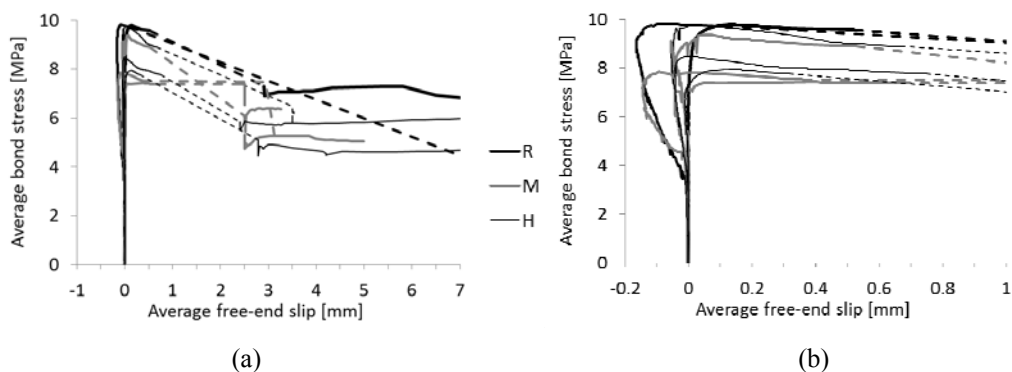 Average bond stress [MPa]
10
8
6
4
2
0
-1 0 1 2 3 4 5 6 7
Average free-end slip [mm]
(a)
R
M
H
Average bond stress [MPa]
10
8
6
4
2
0
-0.2 0 0.2 0.4 0.6 0.8 1
Average free-end slip [mm]
(b)